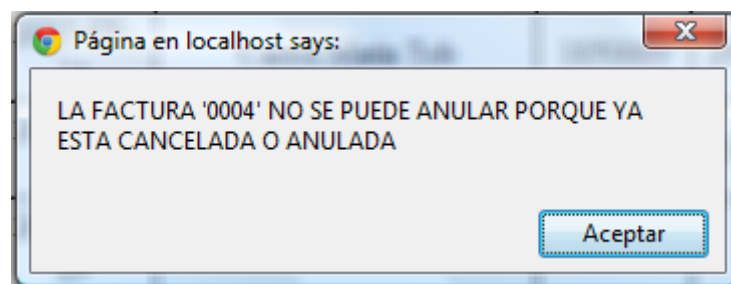 Página en localhost says:
LA FACTURA '0004' NO SE PUEDE ANULAR PORQUE YA
ESTA CANCELADA O ANULADA
Aceptar